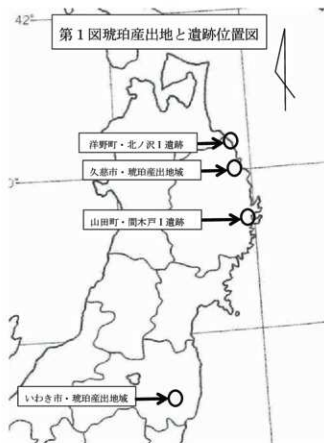 第1図琥珀産出地と遺跡位置図
42°
洋野町・北ノ沢Ⅰ遺跡
久慈市・琥珀産出地域
0°
山田町・間木戸Ⅰ遺跡
いわき市・琥珀産出地域